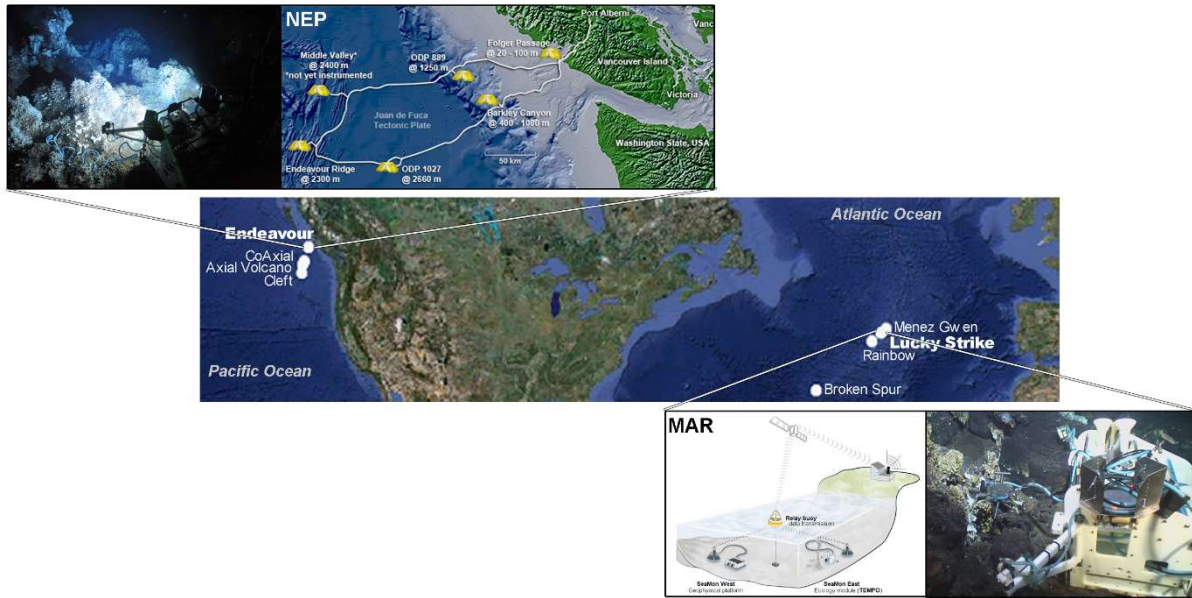 NEP
Port Alberni
Vanc
Folger Passage
@ 20 - 100 m
Middle Valley*
@ 2400 m
*not yet instrumented
ODP 889
@ 1250 m
Vancouver Island
Victoria
Barkley Canyon
@ 400 - 1000 m
Juan de Fuca
Tectonic Plate
50 km
Washington State, USA
Endeavour Ridge
@ 2300 m
ODP 1027
@ 2660 m
Atlantic Ocean
Endeavour
CoAxial
Axial Volcano
Cleft
Menez Gwen
Lucky Strike
Rainbow
Pacific Ocean
Broken Spur
MAR
Relay buoy
data transmission
SeaMon West
Geophysical platform
SeaMon East
Ecology module (TEMPO)